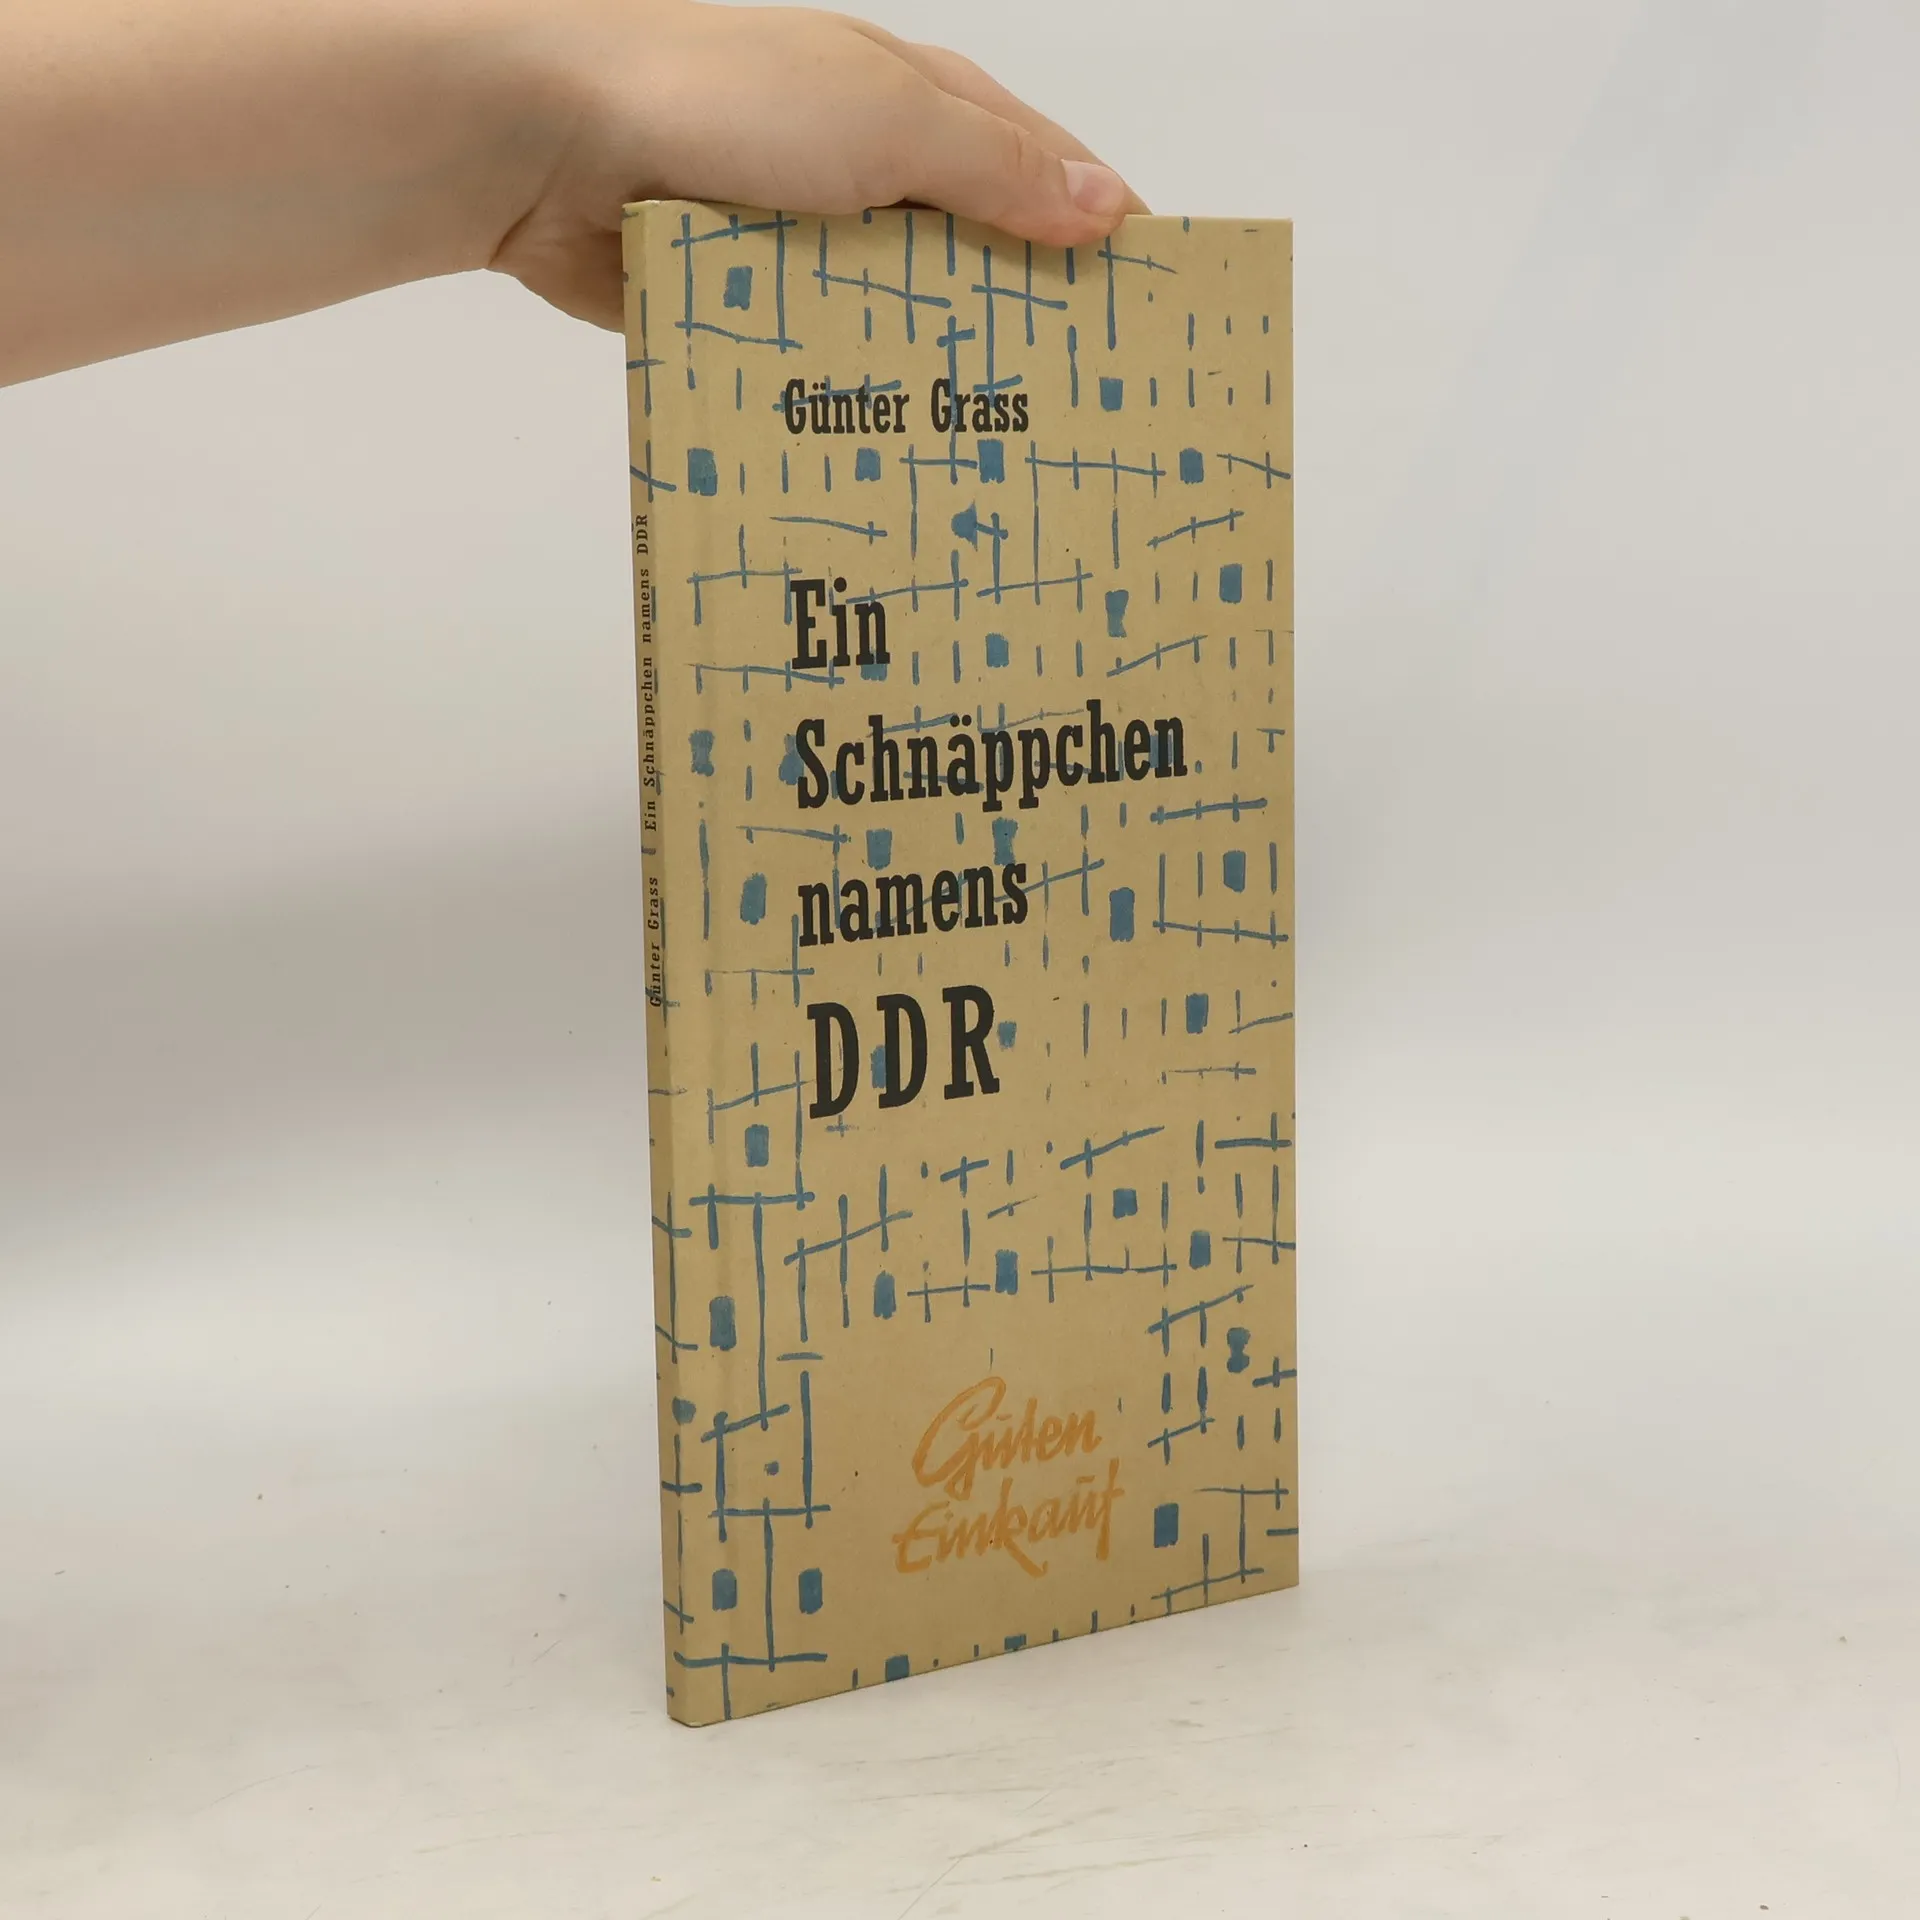 Günter Grass
Ein
Schnäppchen
namens
DDR
Guten
Einkauf
Günter Grass Ein Schnäppchen namens DDR